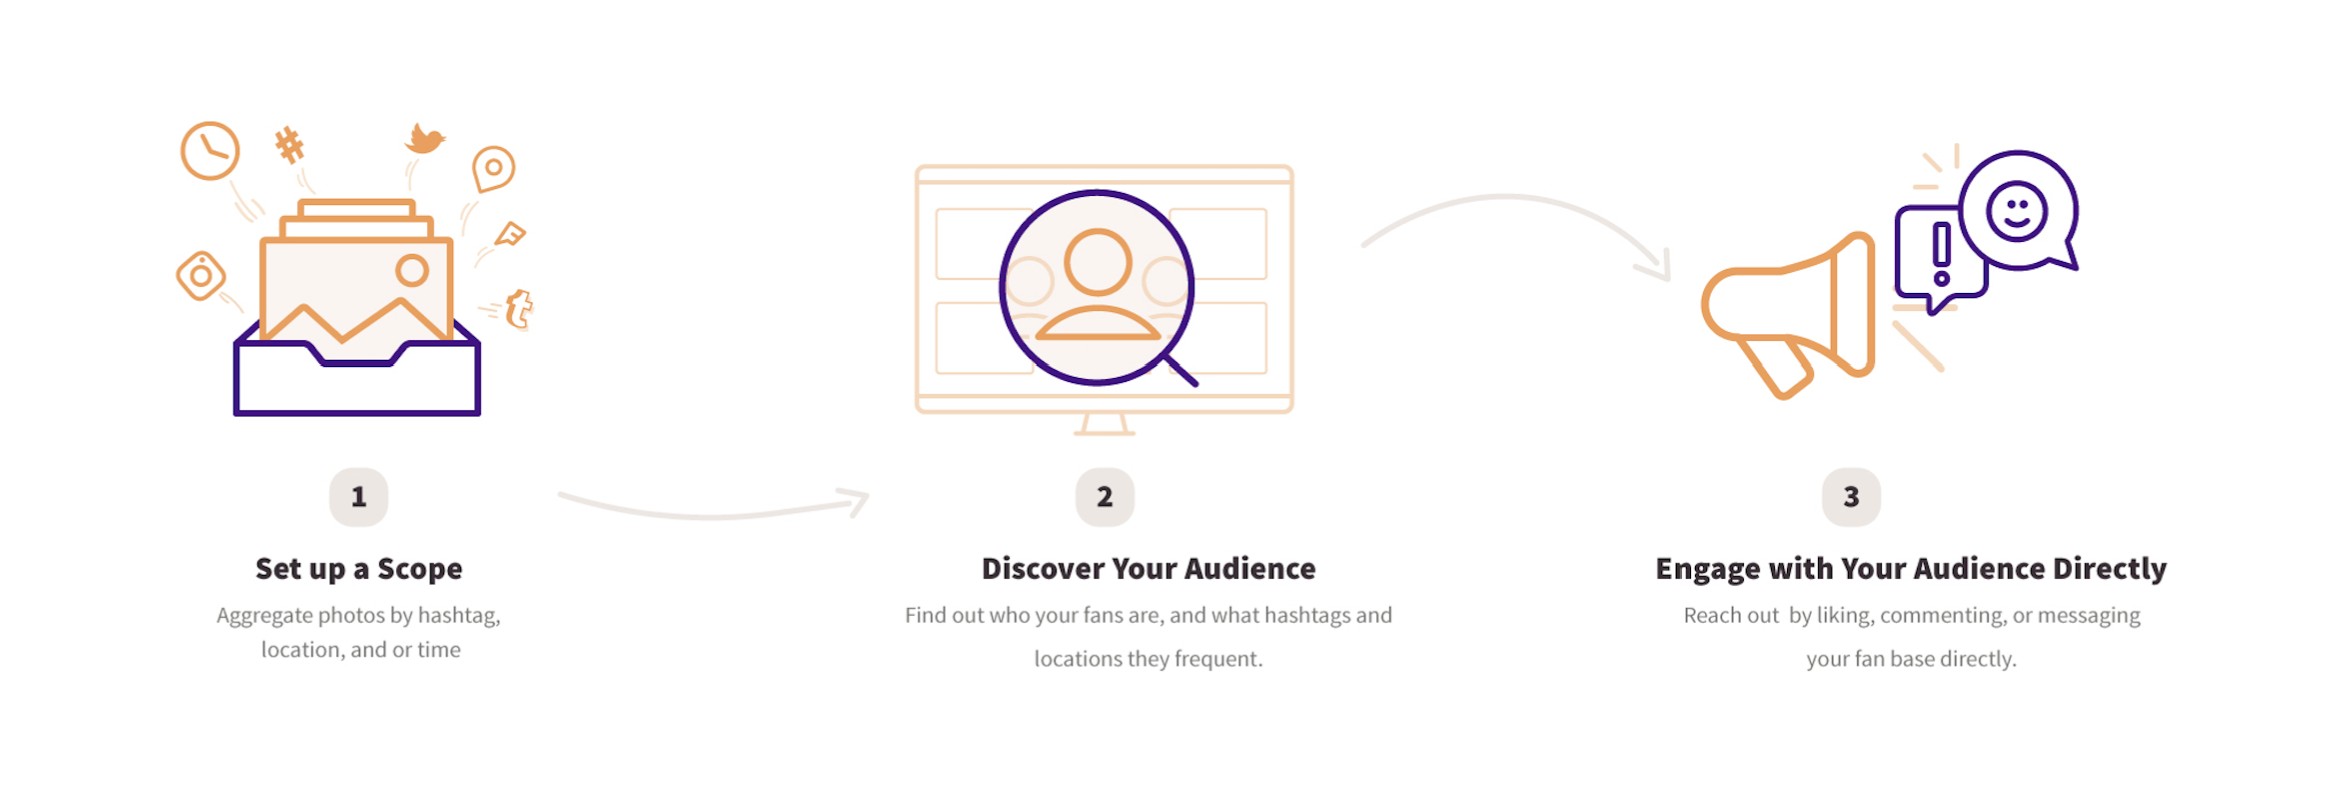 1
Set up a Scope
Aggregate photos by hashtag,
location, and or time
2
Discover Your Audience
Find out who your fans are, and what hashtags and
locations they frequent.
3
Engage with Your Audience Directly
Reach out  by liking, commenting, or messaging
your fan base directly.